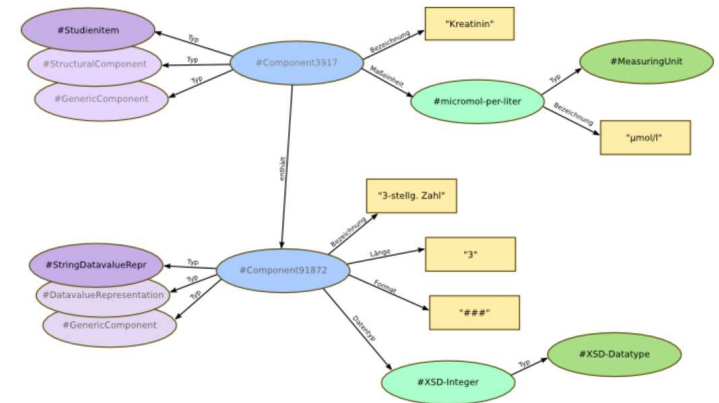 #Studienitem
Typ
"Kreatinin"
Bezeichnung
#StructuralComponent
Typ
#Component3917
#MeasuringUnit
Typ
Maßeinheit
Typ
#GenericComponent
#micromol-per-liter
Bezeichnung
"µmol/l"
enthält
"3-stellg. Zahl"
Bezeichnung
#StringDatavalueRepr
Typ
Länge
"3"
#Component91872
Typ
#DatavalueRepresentation
Typ
Format
"###"
#GenericComponent
Datentyp
#XSD-Datatype
Typ
#XSD-Integer